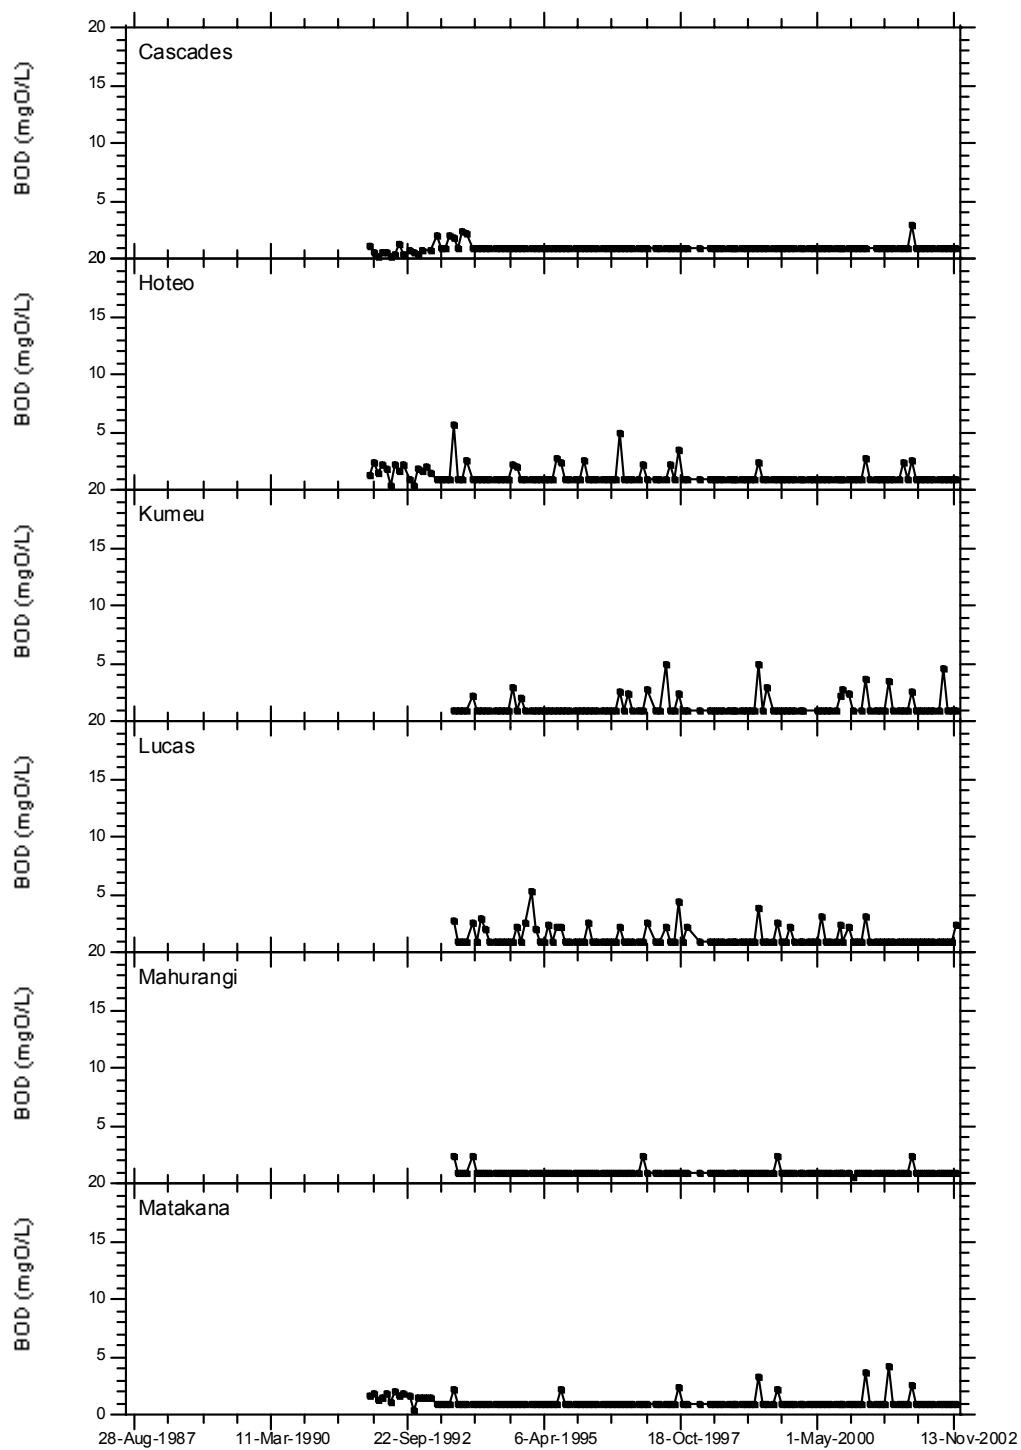 20
Cascades
15
BOD (mgO/L)
10
5
20
Hoteo
15
BOD (mgO/L)
10
5
20
Kumeu
15
BOD (mgO/L)
10
5
20
Lucas
15
BOD (mgO/L)
10
5
20
Mahurangi
15
BOD (mgO/L)
10
5
20
Matakana
15
BOD (mgO/L)
10
5
0
28-Aug-1987 11-Mar-1990 22-Sep-1992 6-Apr-1995 18-Oct-1997 1-May-2000 13-Nov-2002